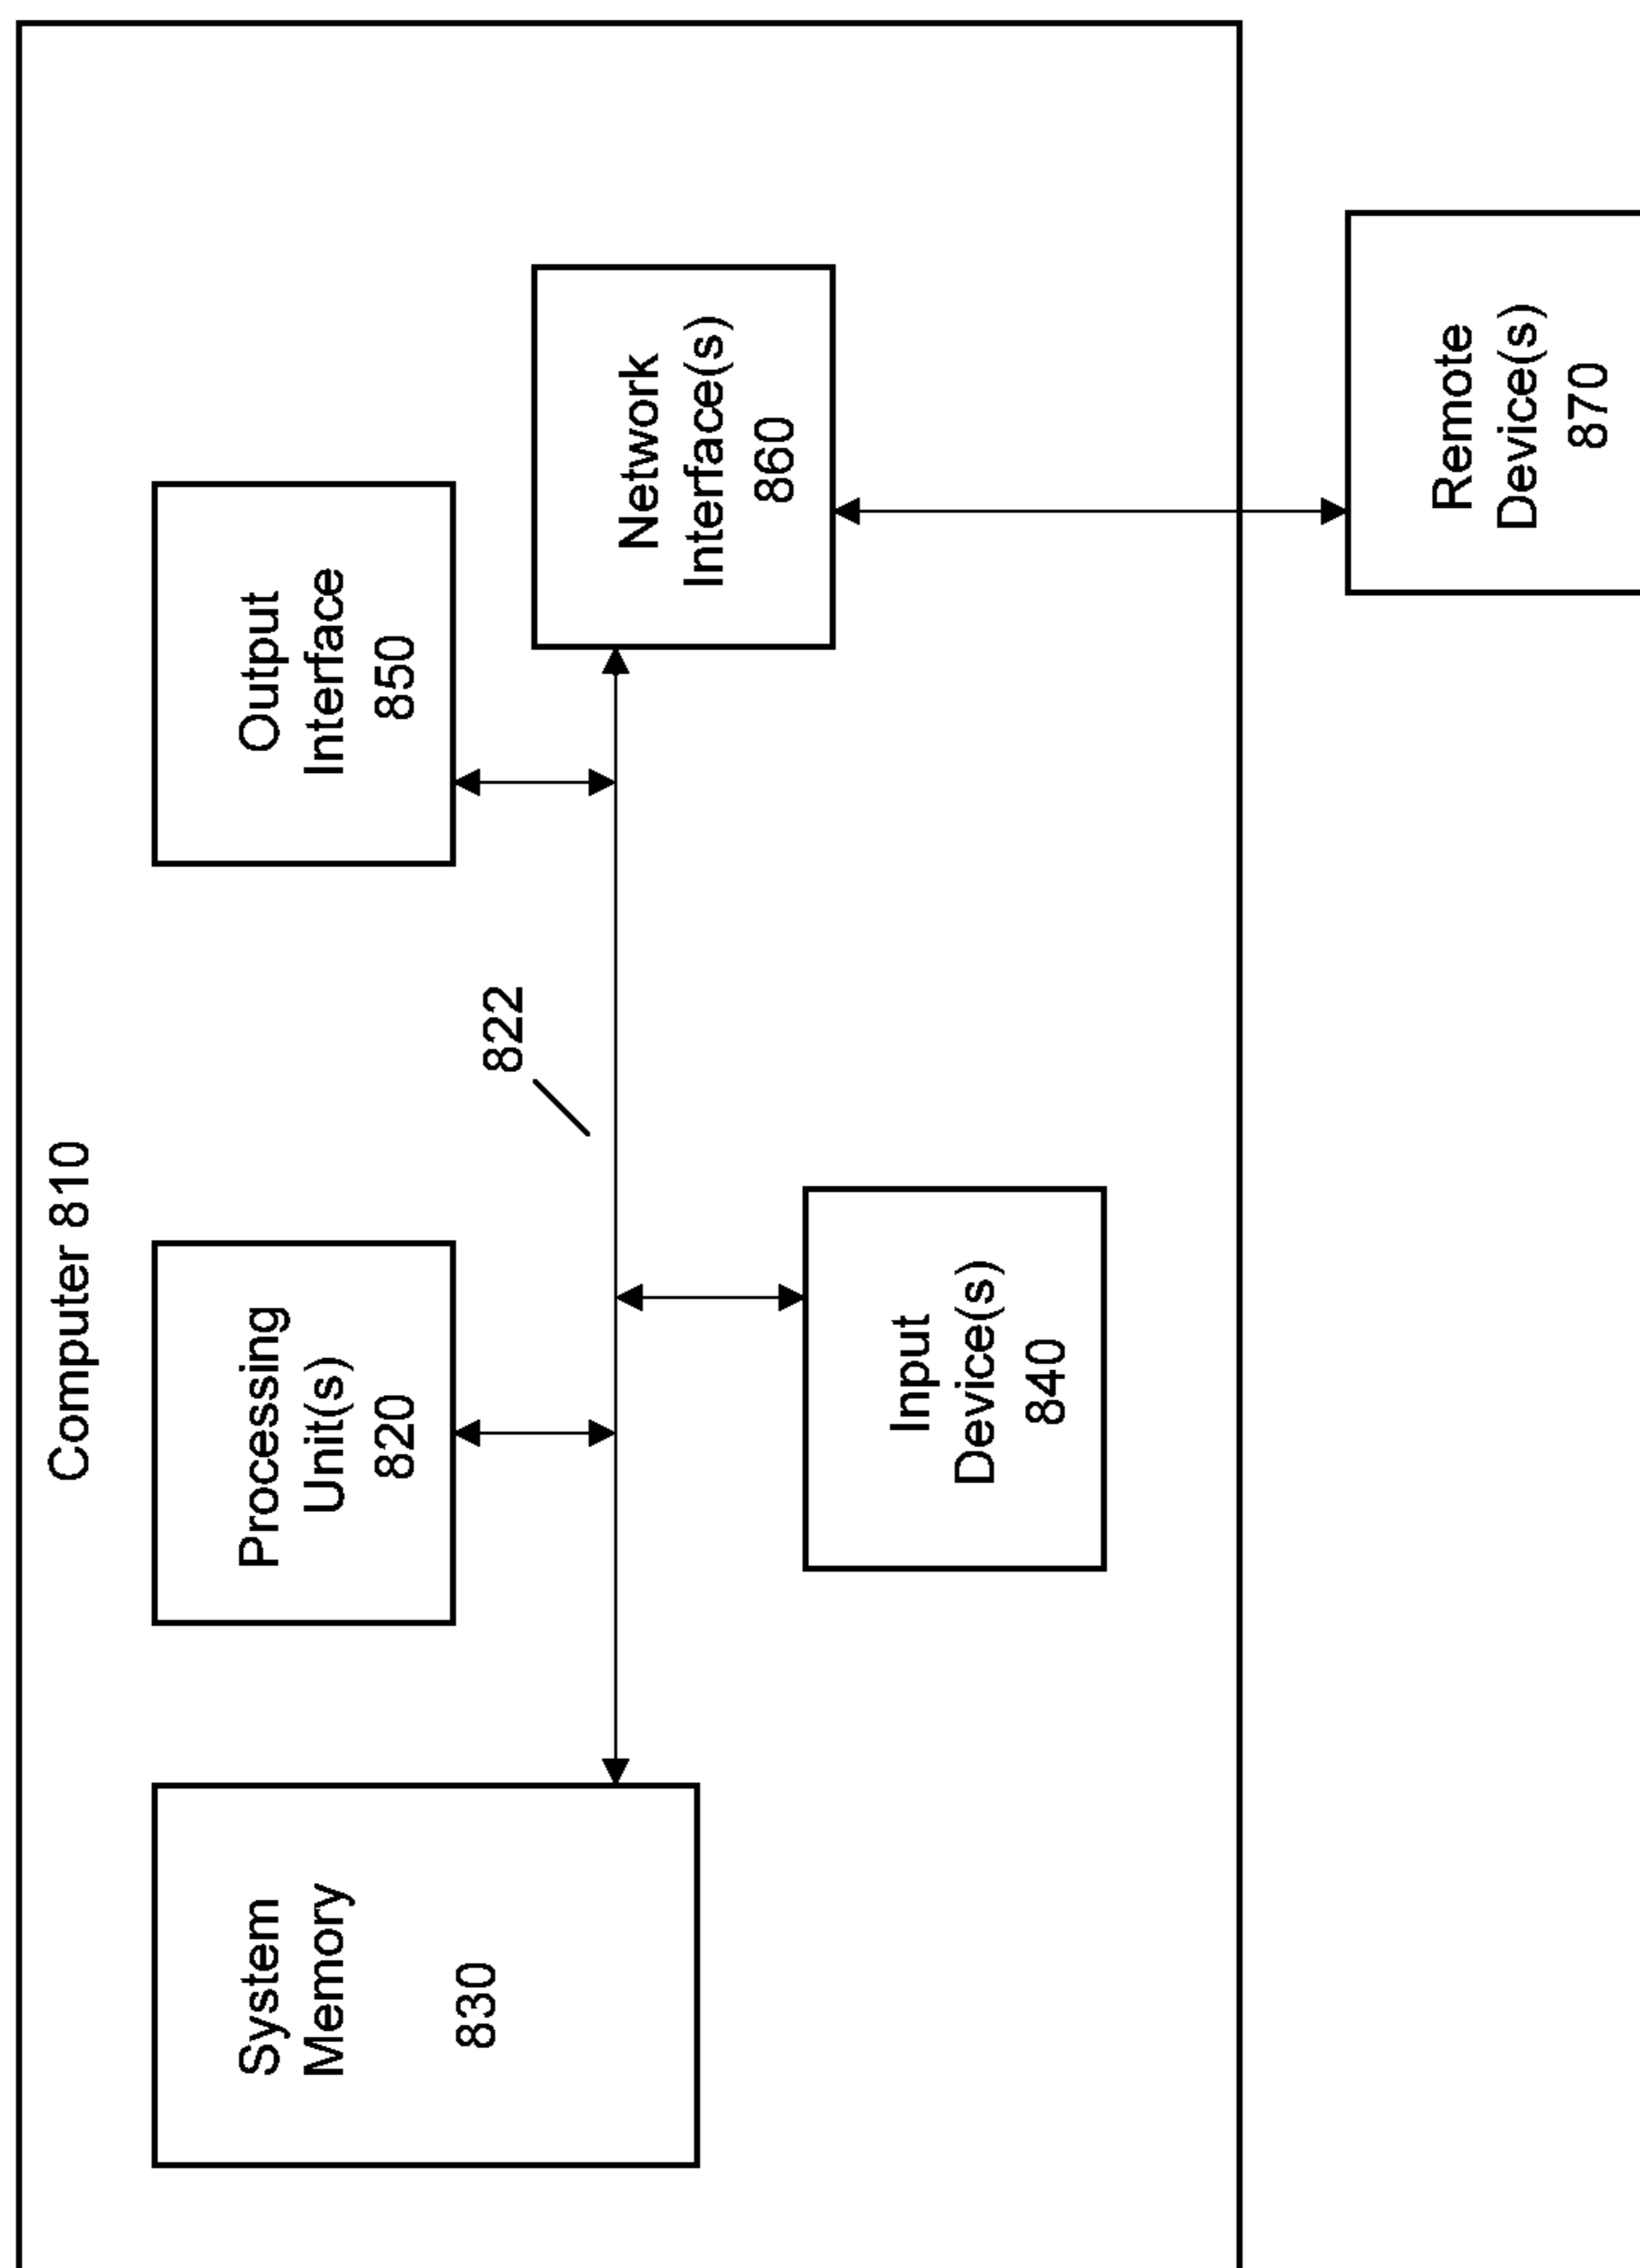 Computer 810
System
Memory
830
Processing
Unit(s)
820
Output
Interface
850
822
Network
Interface(s)
860
Input
Device(s)
840
Remote
Device(s)
870